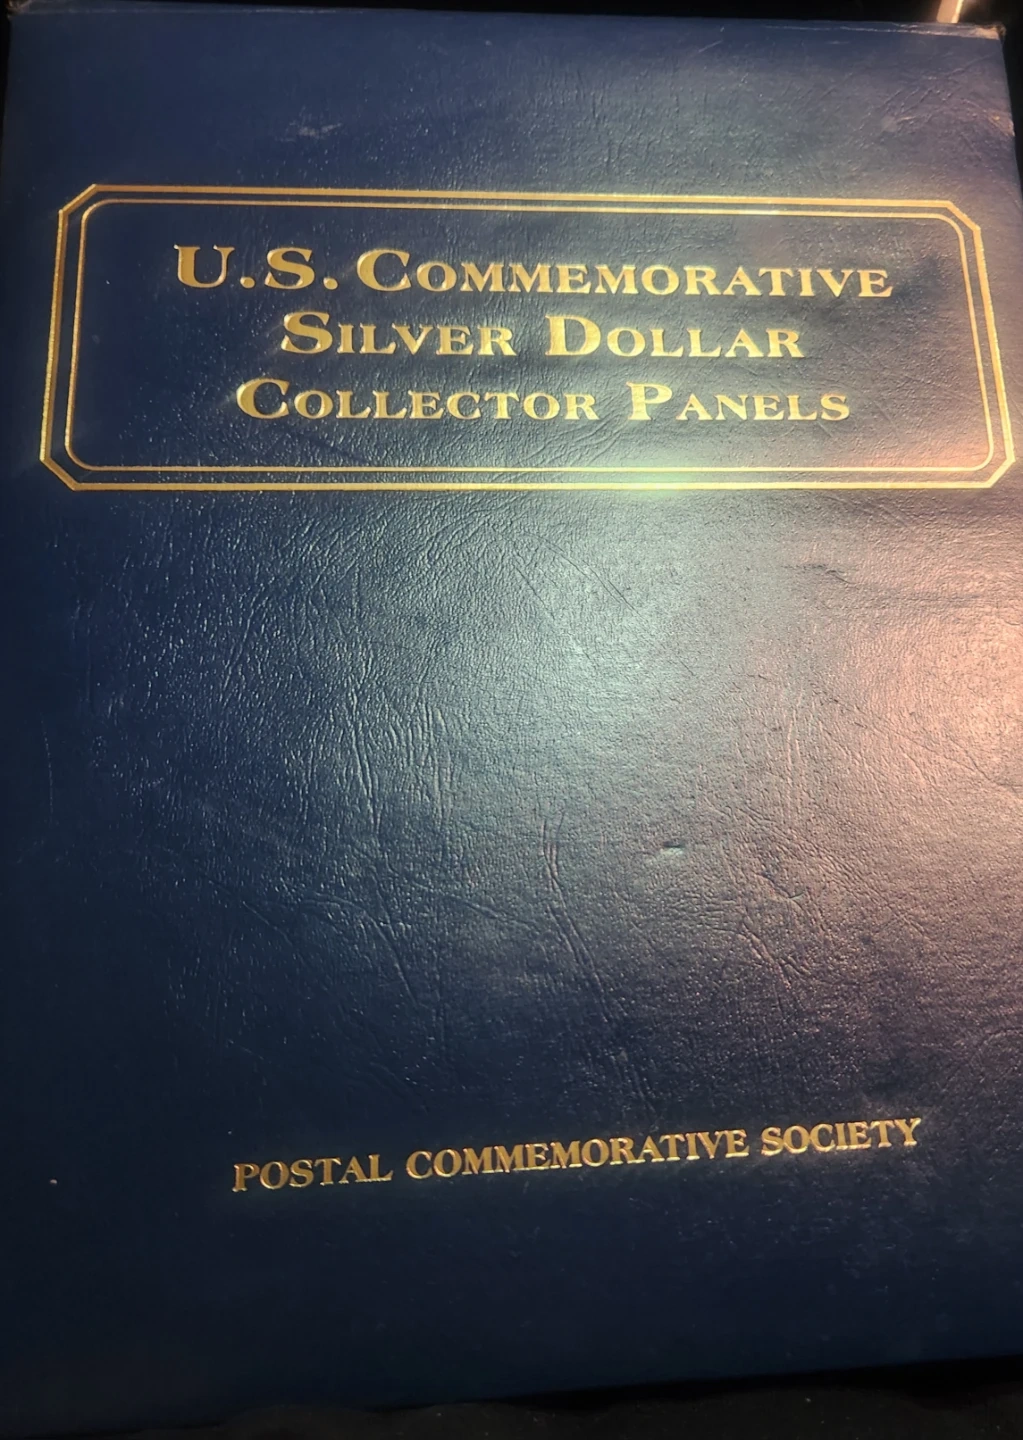 U.S. COMMEMORATIVE
SILVER DOLLAR
COLLECTOR PANELS
POSTAL COMMEMORATIVE SOCIETY